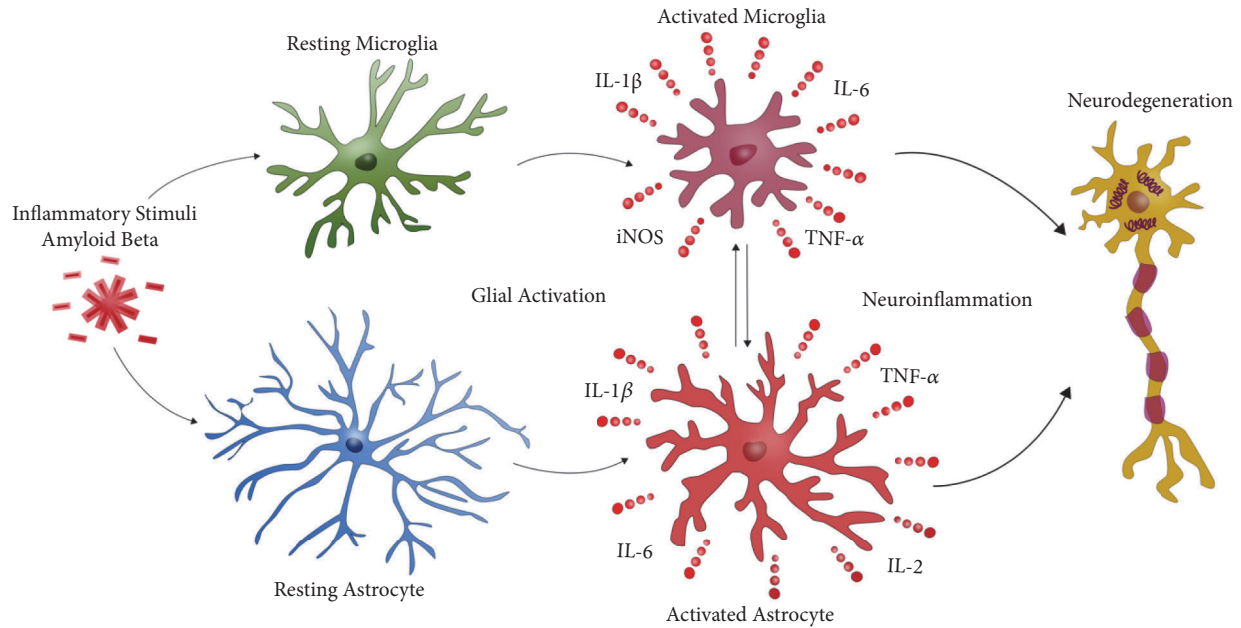 Activated Microglia
Resting Microglia
IL-1β
IL-6
Neurodegeneration
Inflammatory Stimuli
Amyloid Beta
iNOS
TNF-α
Glial Activation
Neuroinflammation
IL-1β
TNF-α
IL-6
IL-2
Resting Astrocyte
Activated Astrocyte